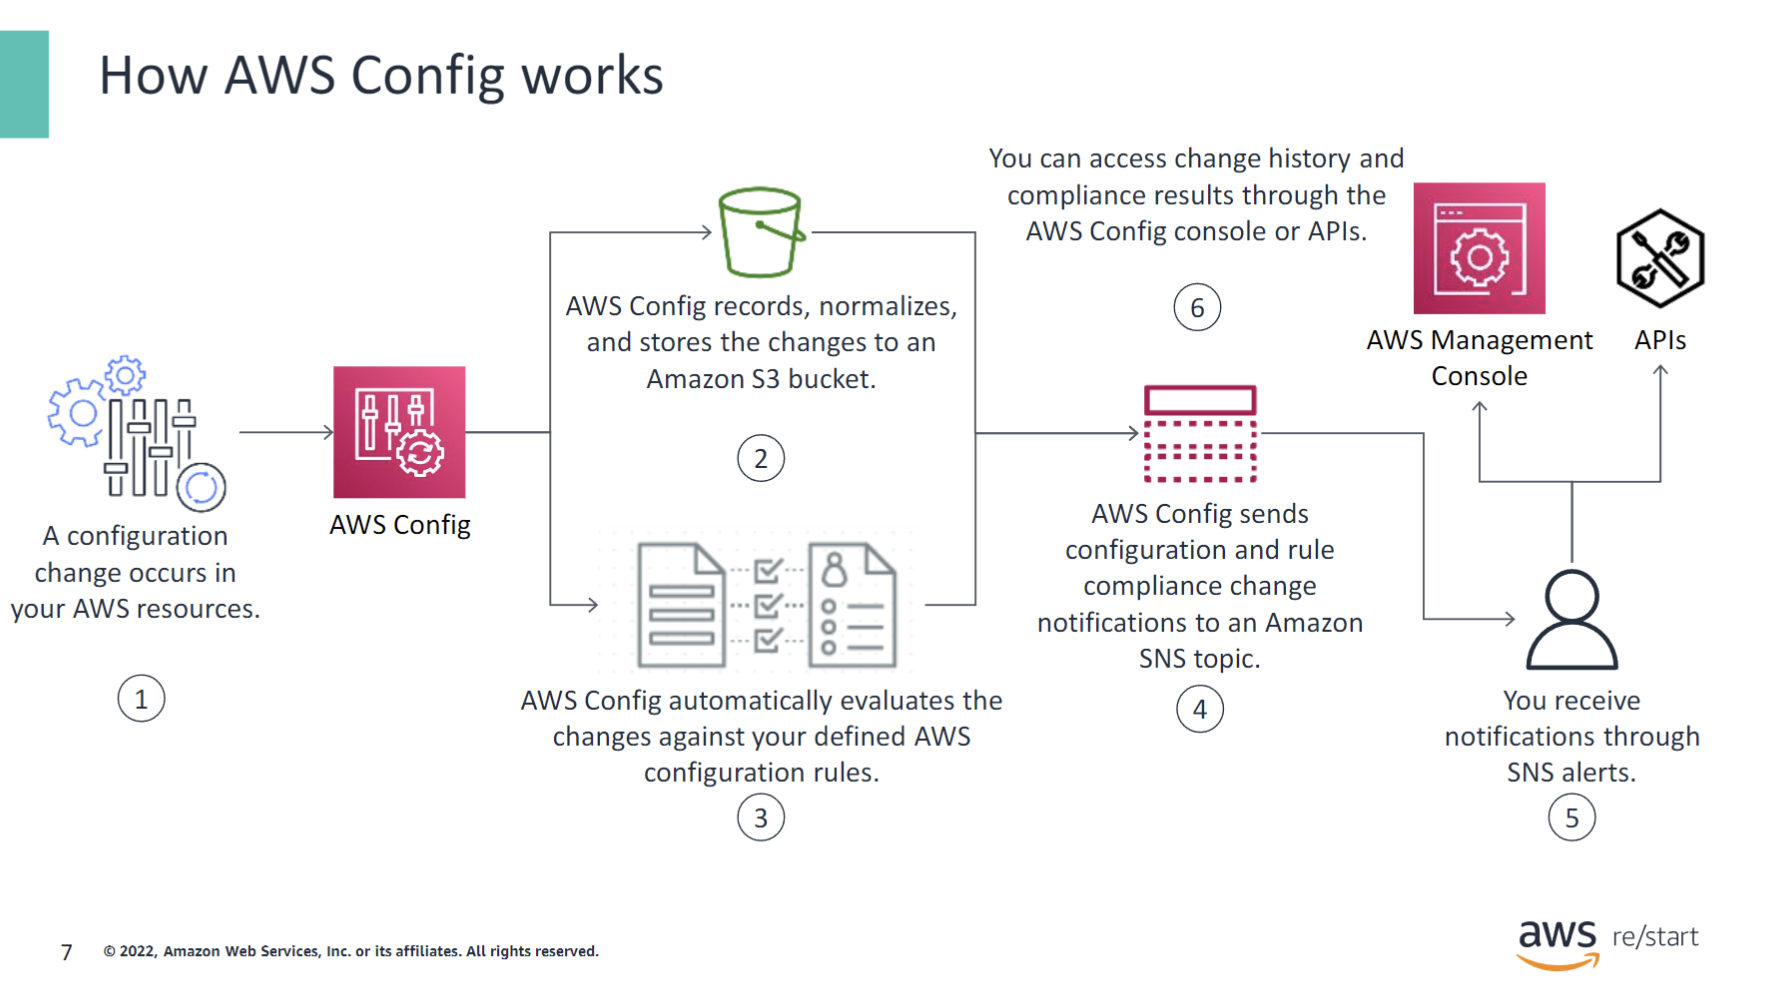 How AWS Config works
A configuration
change occurs in
your AWS resources.
1
AWS Config
AWS Config records, normalizes,
and stores the changes to an
Amazon S3 bucket.
2
AWS Config automatically evaluates the
changes against your defined AWS
configuration rules.
3
AWS Config sends
configuration and rule
compliance change
notifications to an Amazon
SNS topic.
4
You receive
notifications through
SNS alerts.
5
You can access change history and
compliance results through the
AWS Config console or APIs.
6
AWS Management
Console
APIs
7
© 2022, Amazon Web Services, Inc. or its affiliates. All rights reserved.
aws re/start